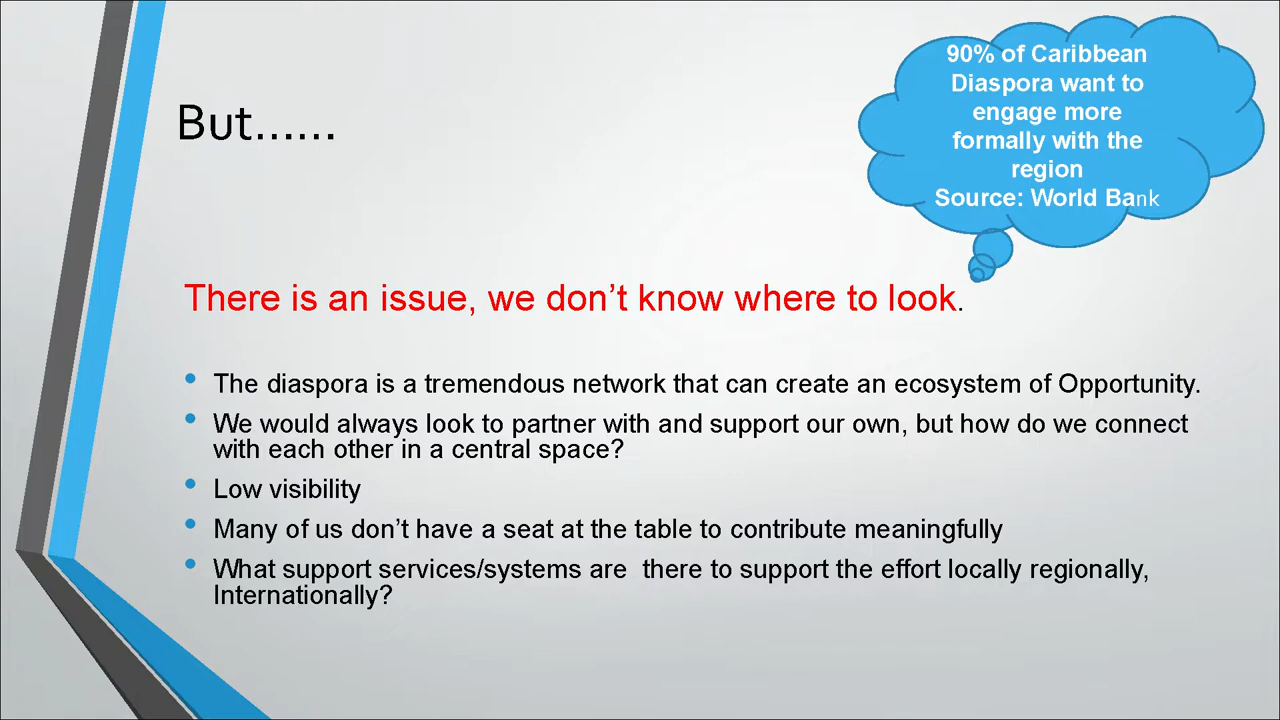 But......
90% of Caribbean
Diaspora want to
engage more
formally with the
region
Source: World Bank
There is an issue, we don’t know where to look.
The diaspora is a tremendous network that can create an ecosystem of Opportunity.
We would always look to partner with and support our own, but how do we connect
with each other in a central space?
Low visibility
Many of us don’t have a seat at the table to contribute meaningfully
What support services/systems are  there to support the effort locally regionally,
Internationally?